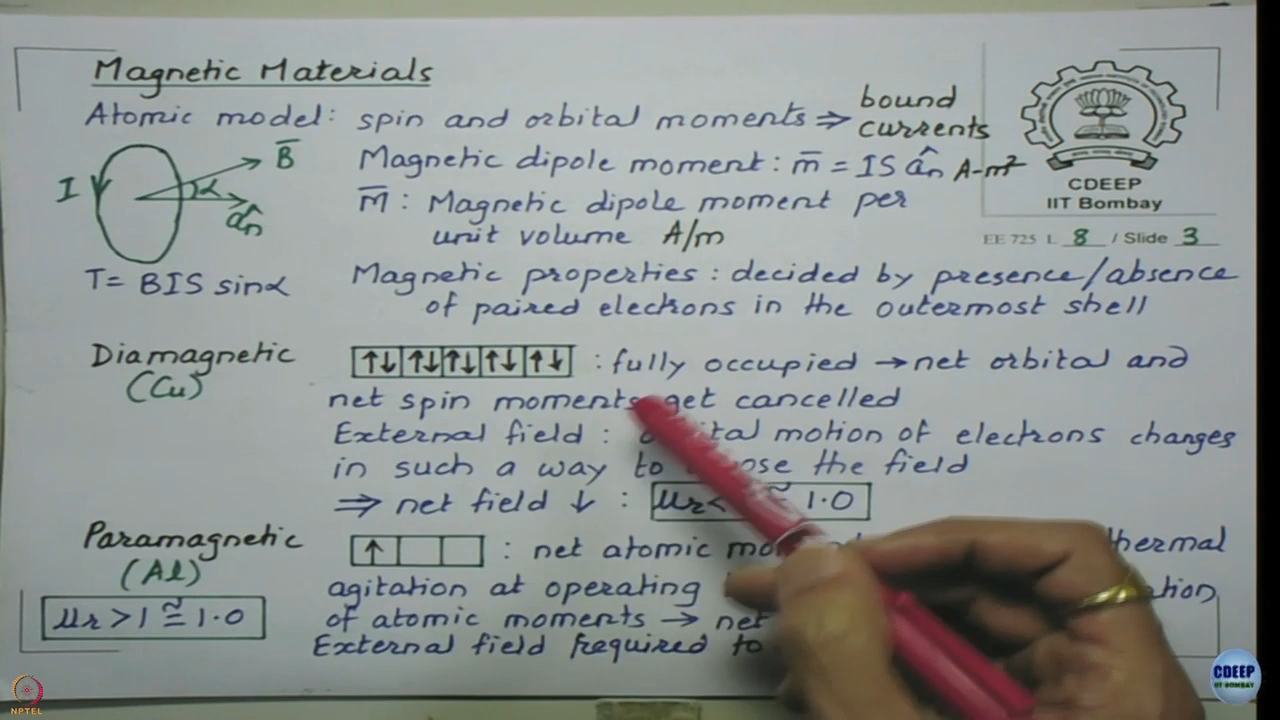 Magnetic Materials
Atomic model: spin and orbital moments ⇒ bound currents
I
B̅
α
âₙ
T = BIS sinα
Magnetic dipole moment: m̅ = IS âₙ A-m²
M̅ : Magnetic dipole moment per
unit volume A/m
CDEEP
IIT Bombay
EE 725 L 8 / Slide 3
Magnetic properties : decided by presence/absence
of paired electrons in the outermost shell
Diamagnetic
(Cu)
↑↓ ↑↓ ↑↓ ↑↓ ↑↓ : fully occupied → net orbital and
net spin moments get cancelled
External field : motion of electrons changes
in such a way to the field
⇒ net field ↓ : μr < ≅ 1.0
Paramagnetic
(Al)
μr > 1 ≅ 1.0
↑ : net atomic thermal
agitation at operating
of atomic moments → net
External field required to
NPTEL
CDEEP
IIT BOMBAY